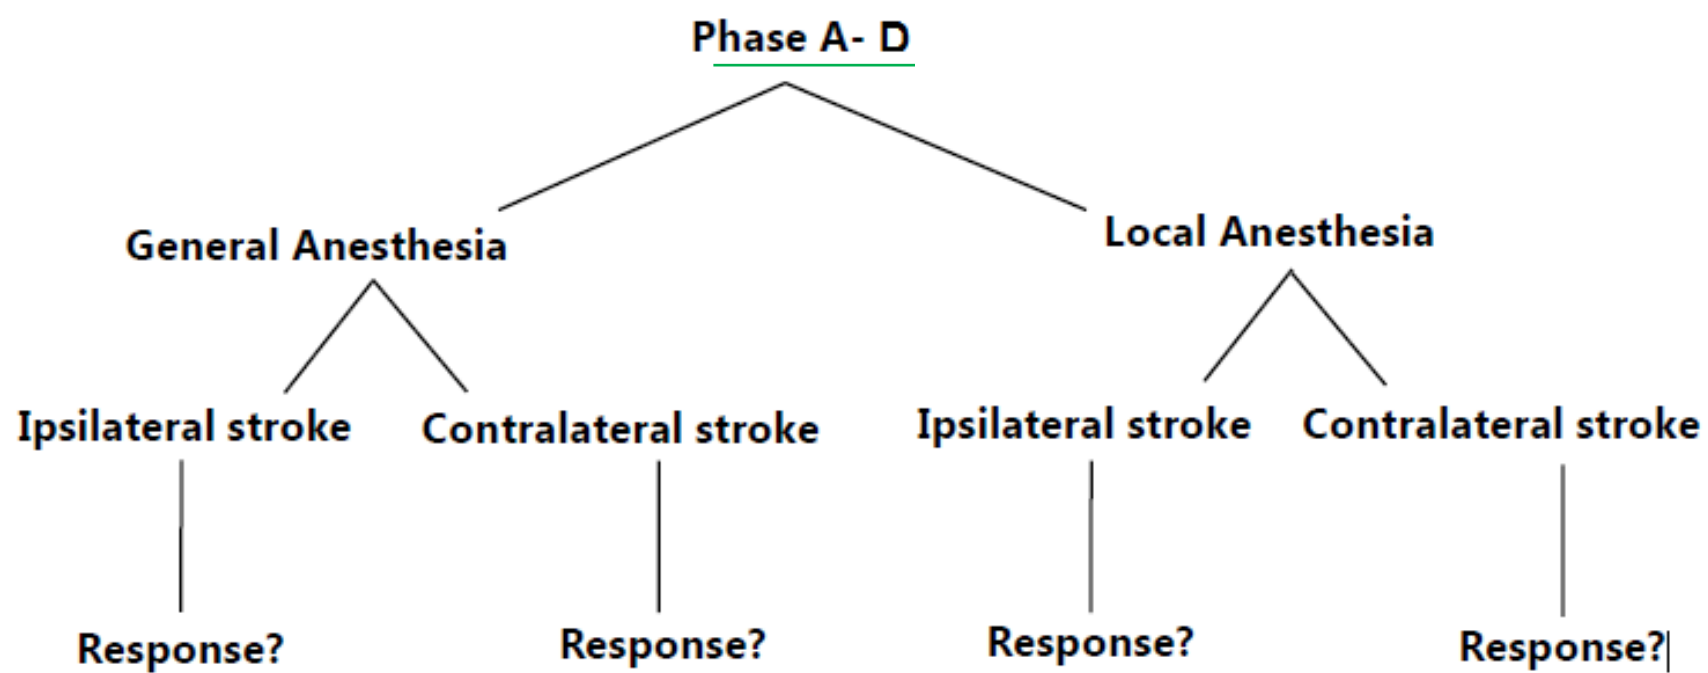 Phase A- D
General Anesthesia
Local Anesthesia
Ipsilateral stroke
Contralateral stroke
Ipsilateral stroke
Contralateral stroke
Response?
Response?
Response?
Response?